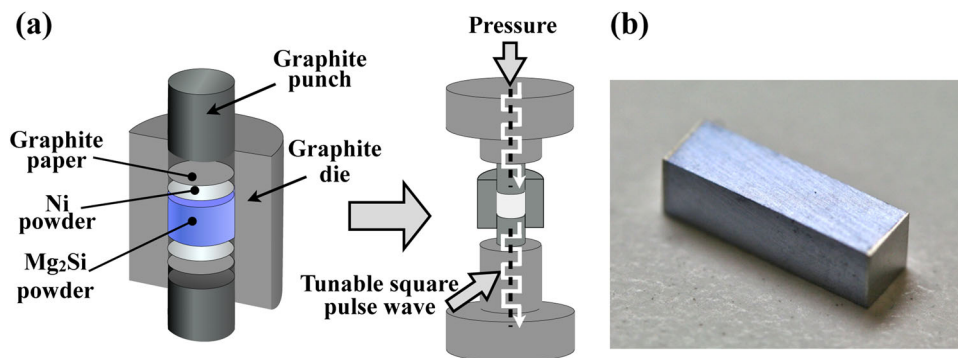 (a)
Graphite
punch
Graphite
paper
Ni
powder
Mg₂Si
powder
Graphite
die
Pressure
Tunable square
pulse wave
(b)